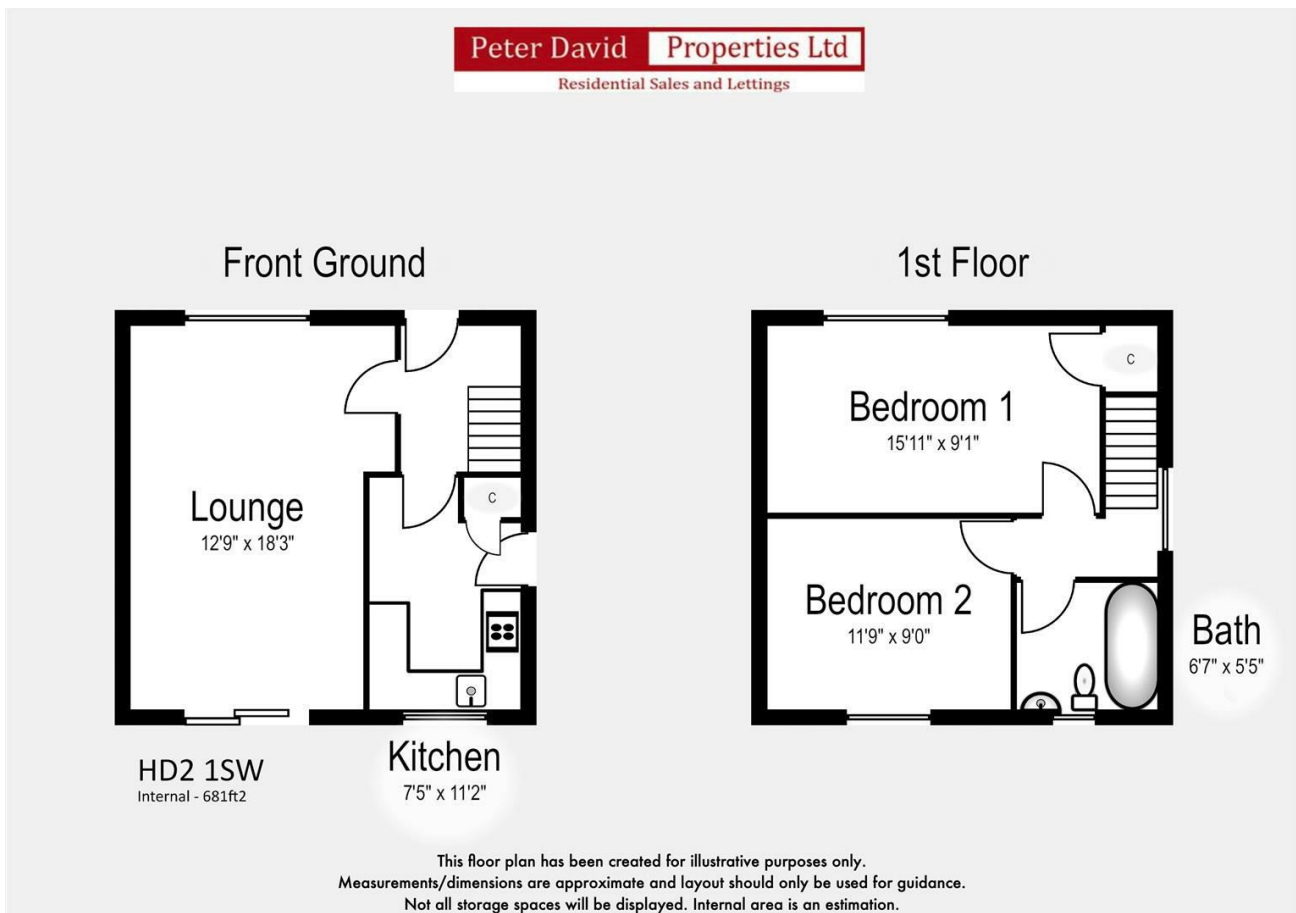 Peter David Properties Ltd
Residential Sales and Lettings
Front Ground
1st Floor
C
Bedroom 1
15'11" x 9'1"
Lounge
12'9" x 18'3"
C
Bedroom 2
11'9" x 9'0"
Bath
6'7" x 5'5"
Kitchen
7'5" x 11'2"
HD2 1SW
Internal - 681ft2
This floor plan has been created for illustrative purposes only.
Measurements/dimensions are approximate and layout should only be used for guidance.
Not all storage spaces will be displayed. Internal area is an estimation.